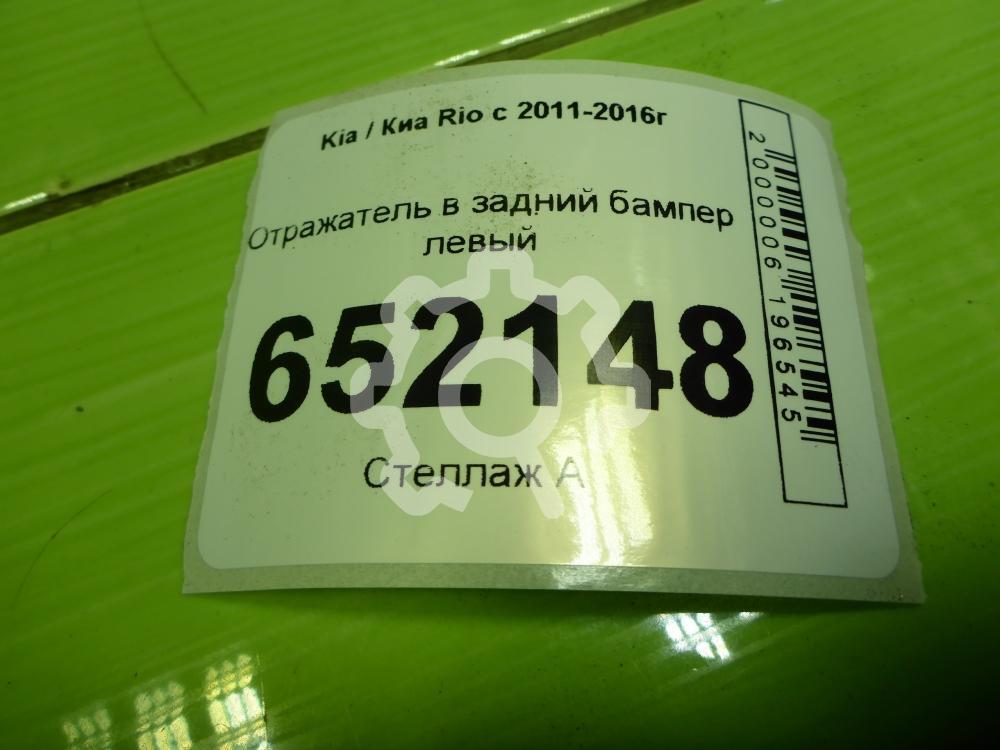 Kia / Киа Rio с 2011-2016г
Отражатель в задний бампер
левый
652148
Стеллаж А
2000006196545